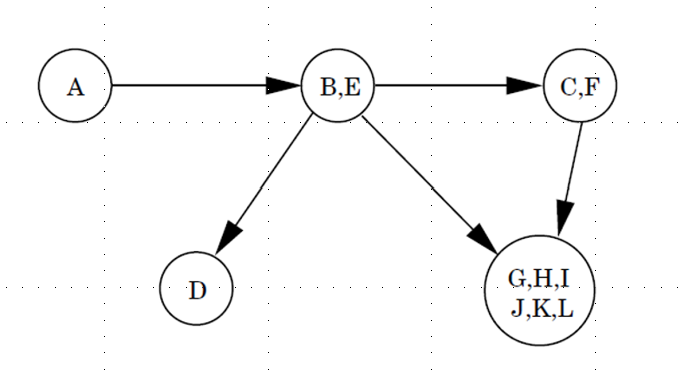 A
B,E
C,F
D
G,H,I
J,K,L